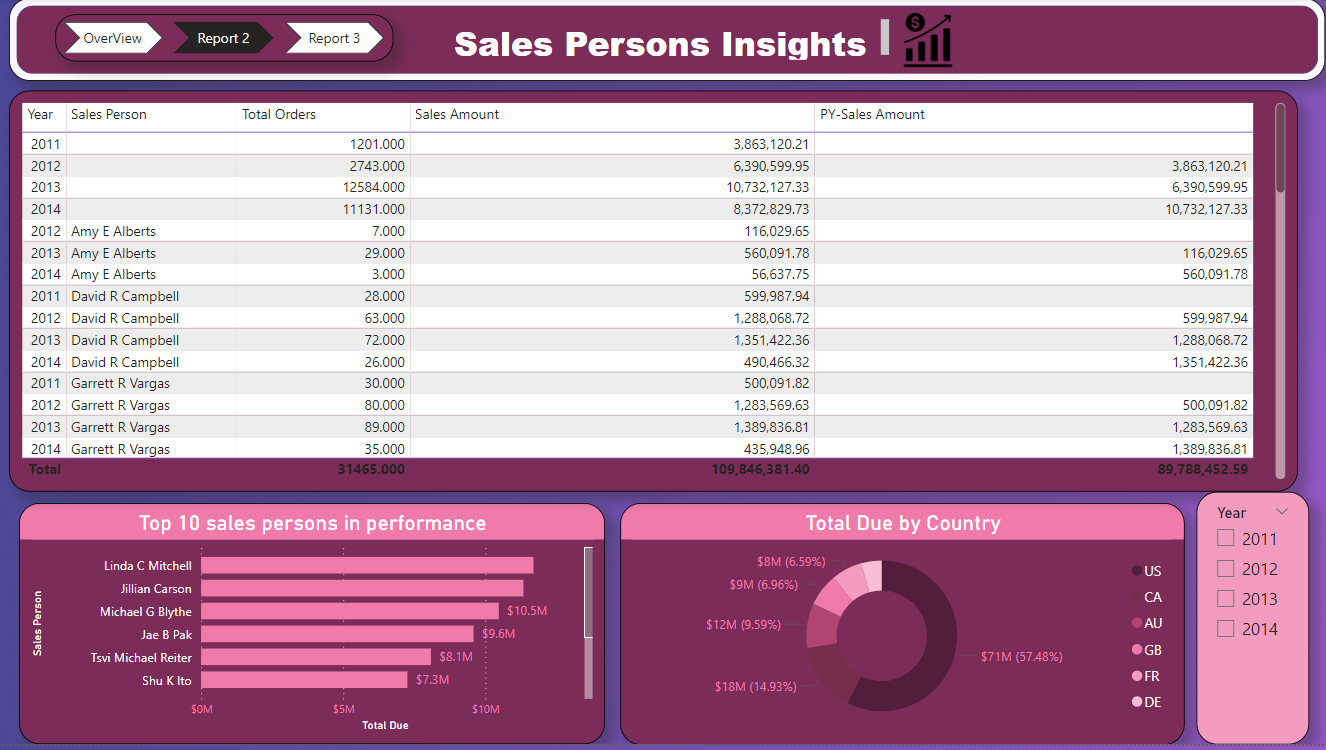 OverView Report 2 Report 3 Sales Persons Insights
$
Year Sales Person Total Orders Sales Amount PY-Sales Amount
2011 1201.000 3,863,120.21
2012 2743.000 6,390,599.95 3,863,120.21
2013 12584.000 10,732,127.33 6,390,599.95
2014 11131.000 8,372,829.73 10,732,127.33
2012 Amy E Alberts 7.000 116,029.65
2013 Amy E Alberts 29.000 560,091.78 116,029.65
2014 Amy E Alberts 3.000 56,637.75 560,091.78
2011 David R Campbell 28.000 599,987.94
2012 David R Campbell 63.000 1,288,068.72 599,987.94
2013 David R Campbell 72.000 1,351,422.36 1,288,068.72
2014 David R Campbell 26.000 490,466.32 1,351,422.36
2011 Garrett R Vargas 30.000 500,091.82
2012 Garrett R Vargas 80.000 1,283,569.63 500,091.82
2013 Garrett R Vargas 89.000 1,389,836.81 1,283,569.63
2014 Garrett R Vargas 35.000 435,948.96 1,389,836.81
Total 31465.000 109,846,381.40 89,788,452.59
Top 10 sales persons in performance
Sales Person
Linda C Mitchell
Jillian Carson
Michael G Blythe $10.5M
Jae B Pak $9.6M
Tsvi Michael Reiter $8.1M
Shu K Ito $7.3M
$0M $5M $10M
Total Due
Total Due by Country
$8M (6.59%)
$9M (6.96%)
$12M (9.59%)
$18M (14.93%)
$71M (57.48%)
US
CA
AU
GB
FR
DE
Year
2011
2012
2013
2014